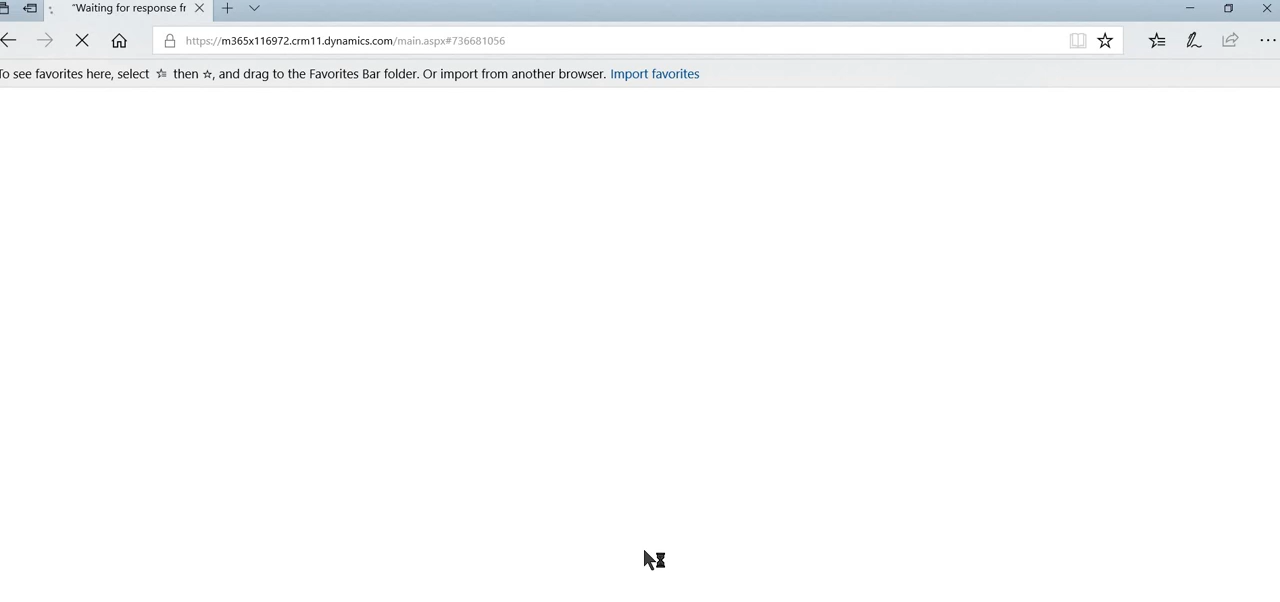 "Waiting for response fr
https://m365x116972.crm11.dynamics.com/main.aspx#736681056
To see favorites here, select then , and drag to the Favorites Bar folder. Or import from another browser. Import favorites